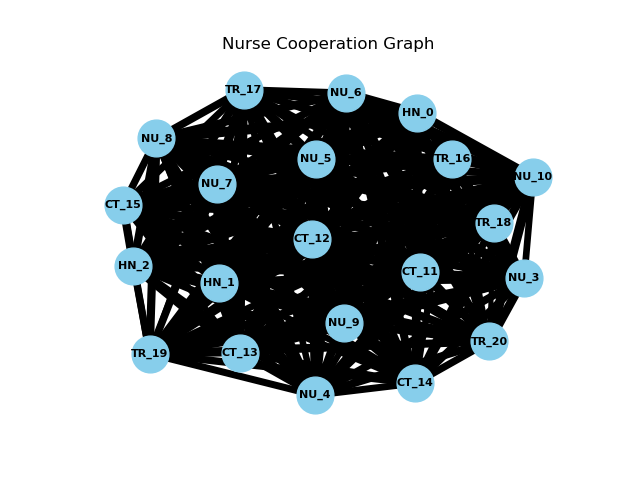 Nurse Cooperation Graph
TR_17
NU_6
HN_0
NU_8
NU_5
TR_16
NU_10
NU_7
CT_15
TR_18
CT_12
HN_2
CT_11
NU_3
HN_1
NU_9
TR_20
TR_19
CT_13
CT_14
NU_4